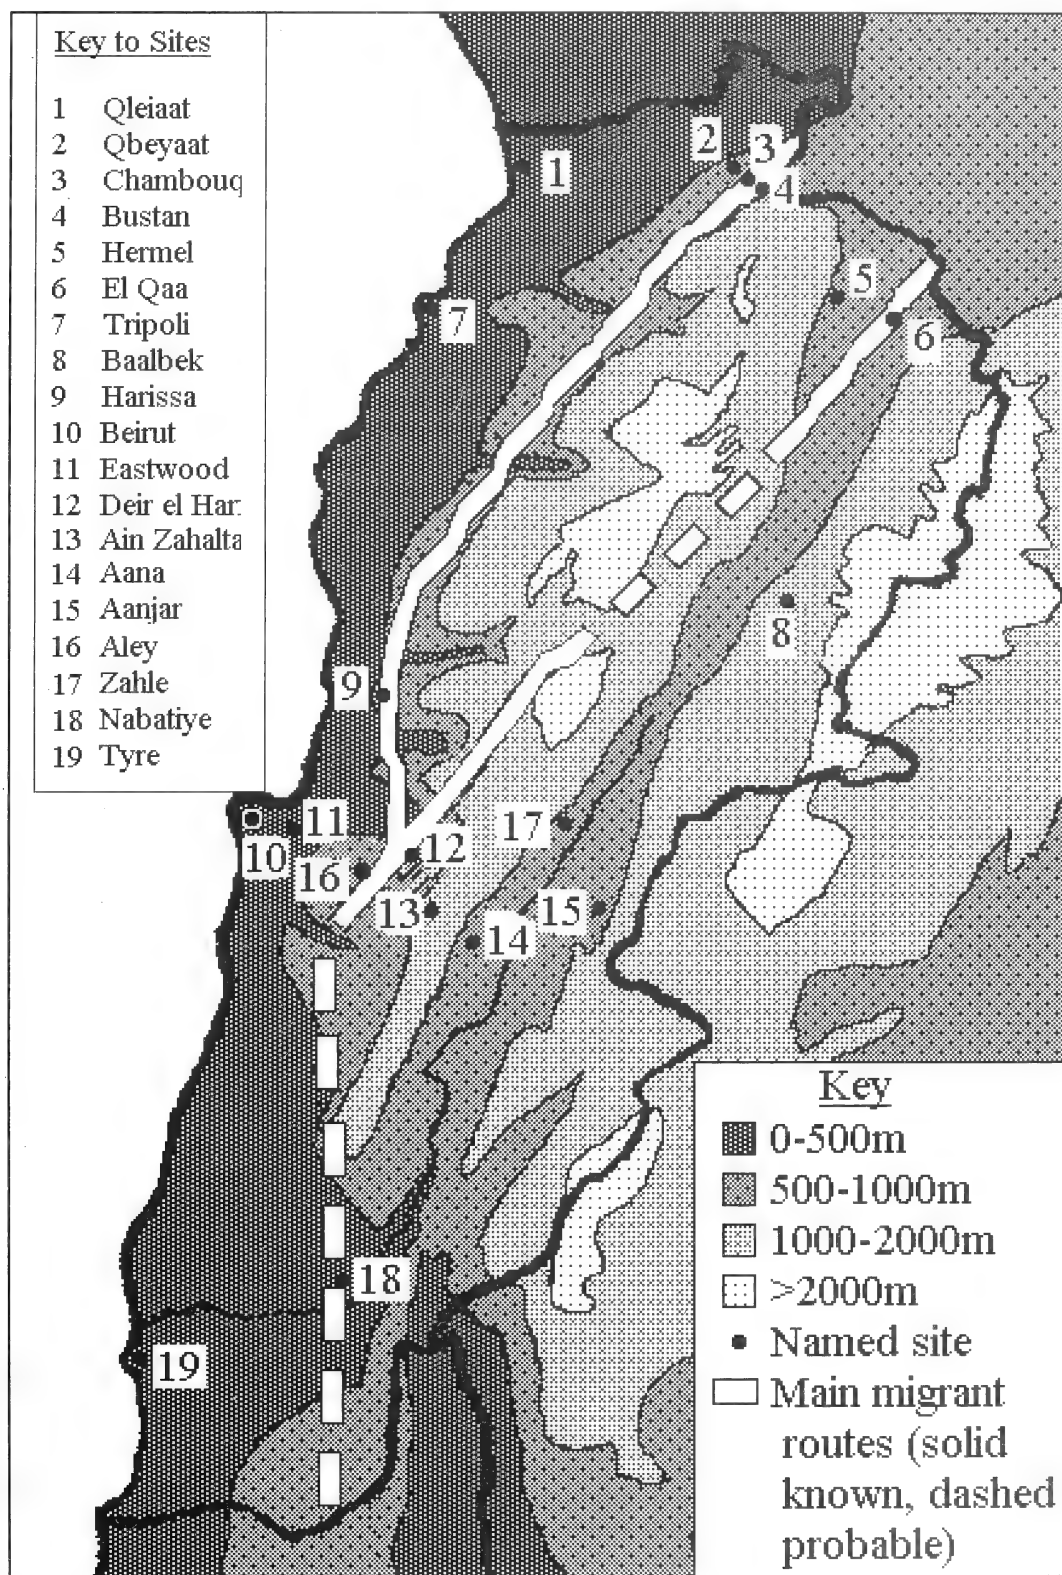 Key to Sites
1 Qleiaat
2 Qbeyaat
3 Chambouq
4 Bustan
5 Hermel
6 El Qaa
7 Tripoli
8 Baalbek
9 Harissa
10 Beirut
11 Eastwood
12 Deir el Har
13 Ain Zahalta
14 Aana
15 Aanjar
16 Aley
17 Zahle
18 Nabatiye
19 Tyre
2
3
1
4
5
7
6
8
9
11
17
10
12
16
13
15
14
18
19
Key
0-500m
500-1000m
1000-2000m
>2000m
Named site
Main migrant
routes (solid
known, dashed
probable)